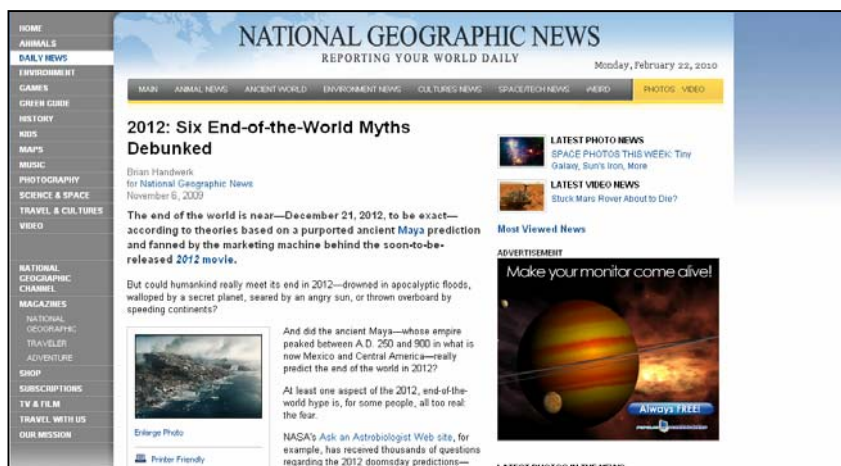 HOME
ANIMALS
DAILY NEWS
ENVIRONMENT
GAMES
GREEN GUIDE
HISTORY
KIDS
MAPS
MUSIC
PHOTOGRAPHY
SCIENCE & SPACE
TRAVEL & CULTURES
VIDEO
NATIONAL
GEOGRAPHIC
CHANNEL
MAGAZINES
NATIONAL
GEOGRAPHIC
TRAVELER
ADVENTURE
SHOP
SUBSCRIPTIONS
TV & FILM
TRAVEL WITH US
OUR MISSION
NATIONAL GEOGRAPHIC NEWS
REPORTING YOUR WORLD DAILY
Monday, February 22, 2010
MAIN ANIMAL NEWS ANCIENT WORLD ENVIRONMENT NEWS CULTURES NEWS SPACE/TECH NEWS WEIRD PHOTOS VIDEO
2012: Six End-of-the-World Myths
Debunked
Brian Handwerk
for National Geographic News
November 6, 2009
The end of the world is near—December 21, 2012, to be exact—
according to theories based on a purported ancient Maya prediction
and fanned by the marketing machine behind the soon-to-be-
released 2012 movie.
But could humankind really meet its end in 2012—drowned in apocalyptic floods,
walloped by a secret planet, seared by an angry sun, or thrown overboard by
speeding continents?
And did the ancient Maya—whose empire
peaked between A.D. 250 and 900 in what is
now Mexico and Central America—really
predict the end of the world in 2012?
At least one aspect of the 2012, end-of-the-
world hype is, for some people, all too real:
the fear.
NASA's Ask an Astrobiologist Web site, for
example, has received thousands of questions
regarding the 2012 doomsday predictions—
Enlarge Photo
Printer Friendly
LATEST PHOTO NEWS
SPACE PHOTOS THIS WEEK: Tiny
Galaxy, Sun's Iron, More
LATEST VIDEO NEWS
Stuck Mars Rover About to Die?
Most Viewed News
ADVERTISEMENT
Make your monitor come alive!
Always FREE!
LATEST PHOTOS IN THE NEWS